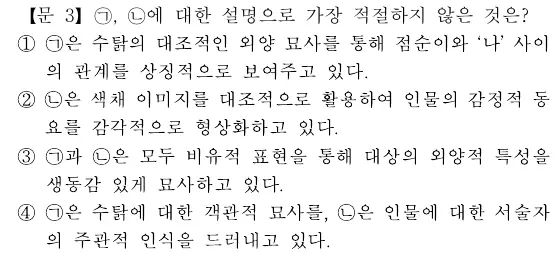 【문 3】 ㉠, ㉡에 대한 설명으로 가장 적절하지 않은 것은?
① ㉠은 수탉의 대조적인 외양 묘사를 통해 점순이와 ‘나’ 사이
의 관계를 상징적으로 보여주고 있다.
② ㉡은 색채 이미지를 대조적으로 활용하여 인물의 감정적 동
요를 감각적으로 형상화하고 있다.
③ ㉠과 ㉡은 모두 비유적 표현을 통해 대상의 외양적 특성을
생동감 있게 묘사하고 있다.
④ ㉠은 수탉에 대한 객관적 묘사를, ㉡은 인물에 대한 서술자
의 주관적 인식을 드러내고 있다.